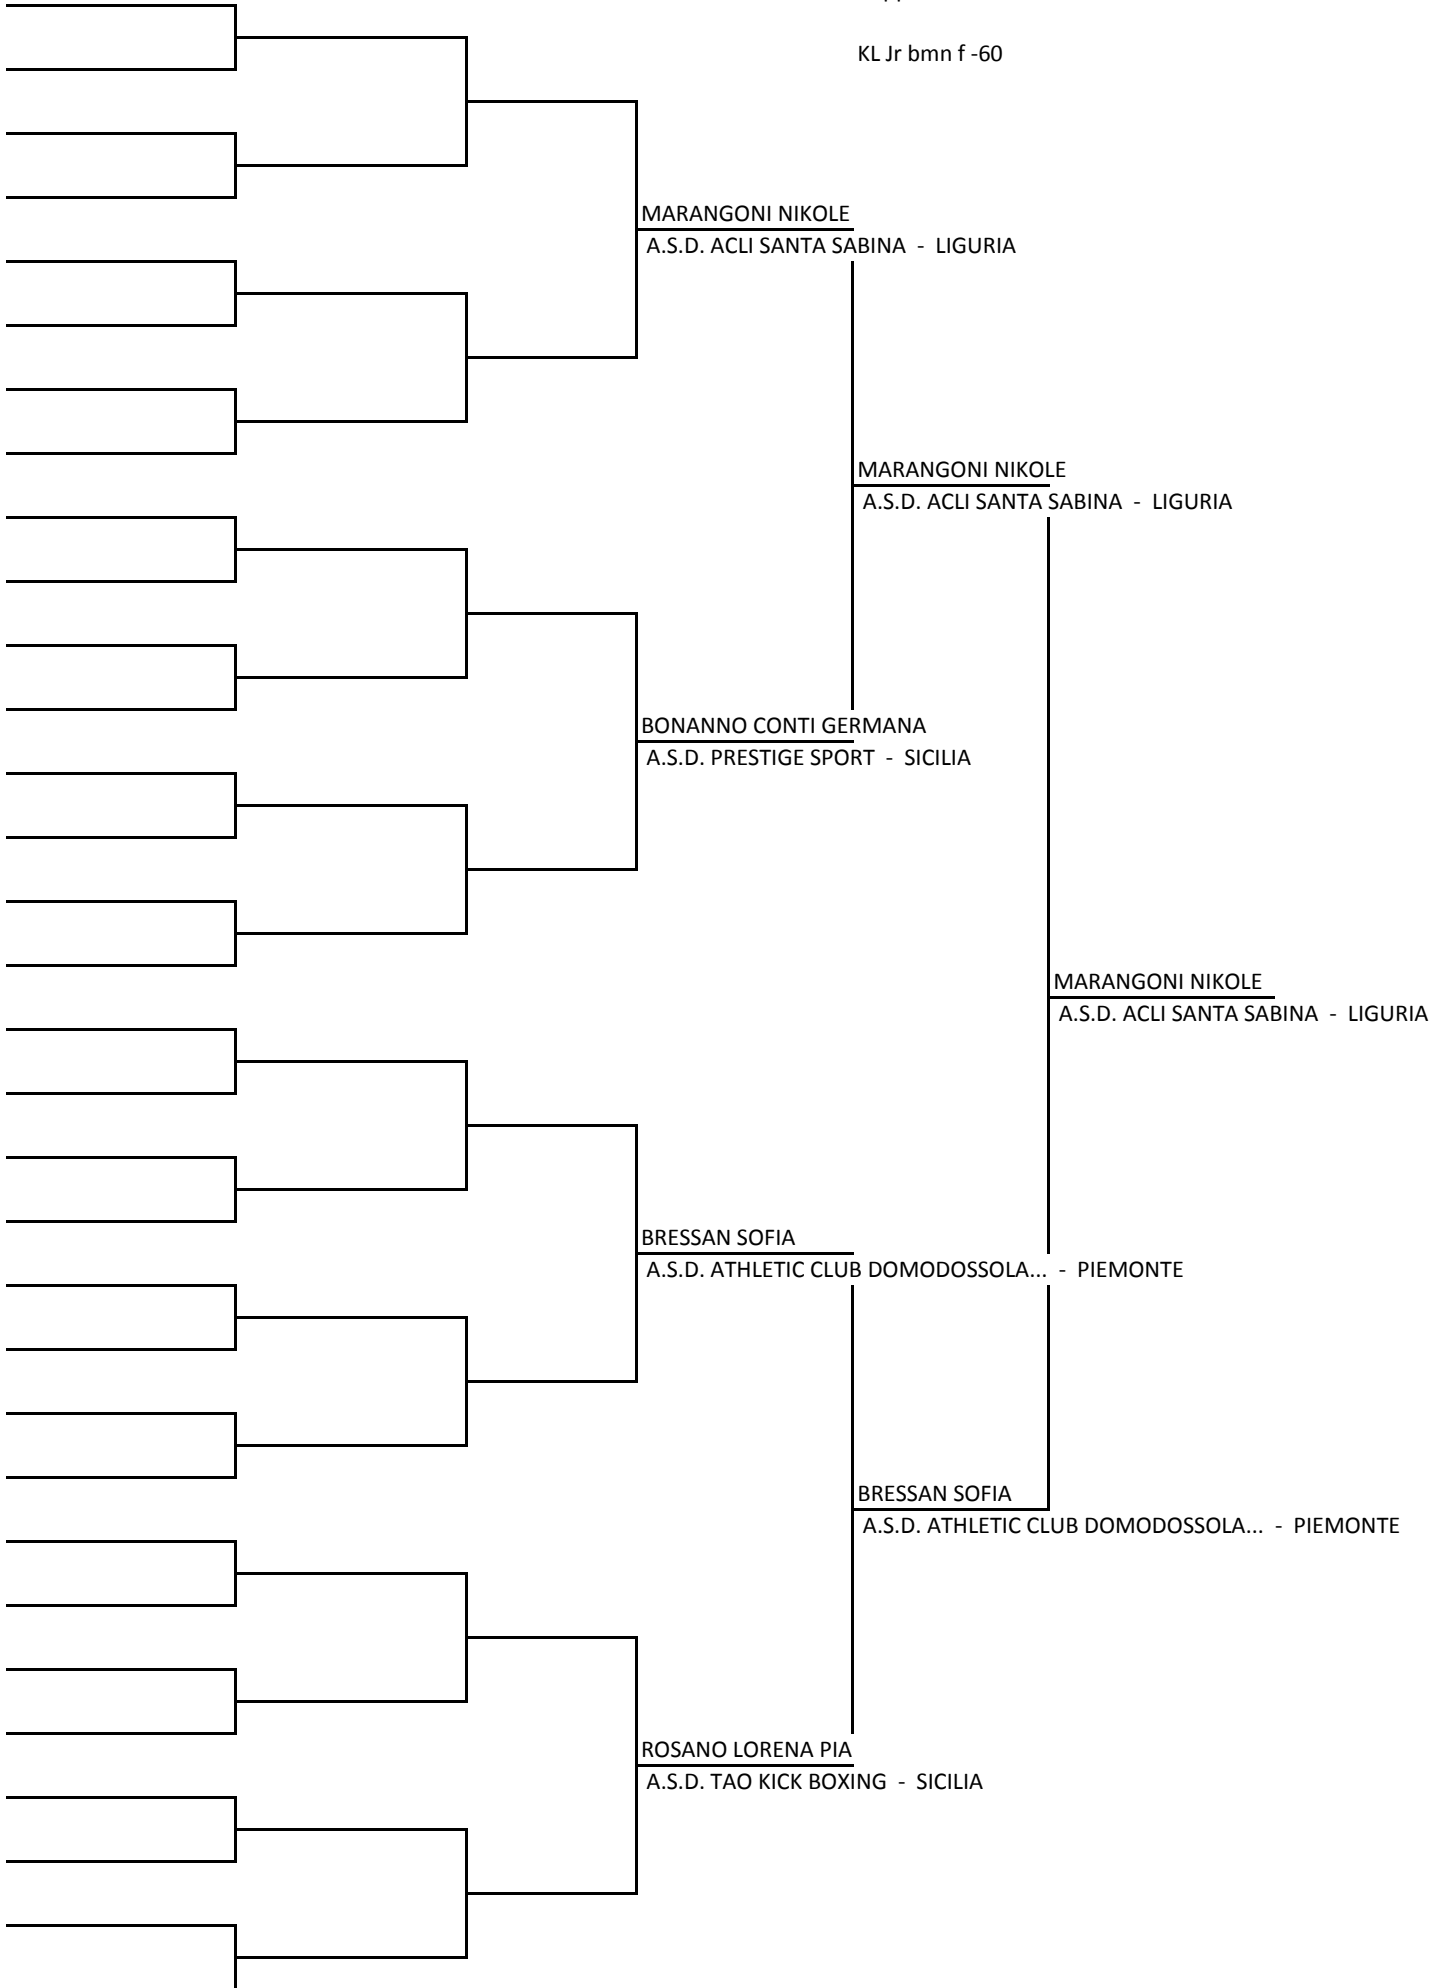 KL Jr bmn f -60
MARANGONI NIKOLE
A.S.D. ACLI SANTA SABINA - LIGURIA
MARANGONI NIKOLE
A.S.D. ACLI SANTA SABINA - LIGURIA
BONANNO CONTI GERMANA
A.S.D. PRESTIGE SPORT - SICILIA
MARANGONI NIKOLE
A.S.D. ACLI SANTA SABINA - LIGURIA
BRESSAN SOFIA
A.S.D. ATHLETIC CLUB DOMODOSSOLA... - PIEMONTE
BRESSAN SOFIA
A.S.D. ATHLETIC CLUB DOMODOSSOLA... - PIEMONTE
ROSANO LORENA PIA
A.S.D. TAO KICK BOXING - SICILIA